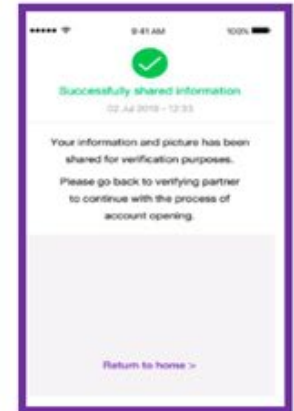 9:41 AM
100%
Successfully shared information
02 Jul 2019 - 12:33
Your information and picture has been
shared for verification purposes.
Please go back to verifying partner
to continue with the process of
account opening.
Return to home >